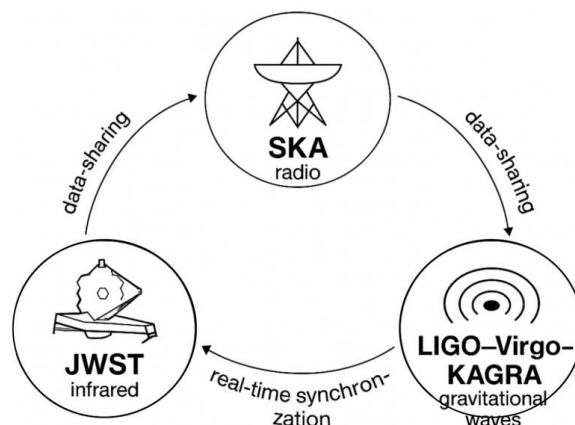 data-sharing
SKA
radio
data-sharing
JWST
infrared
real-time synchron-
zation
LIGO–Virgo–
KAGRA
gravitational
waves